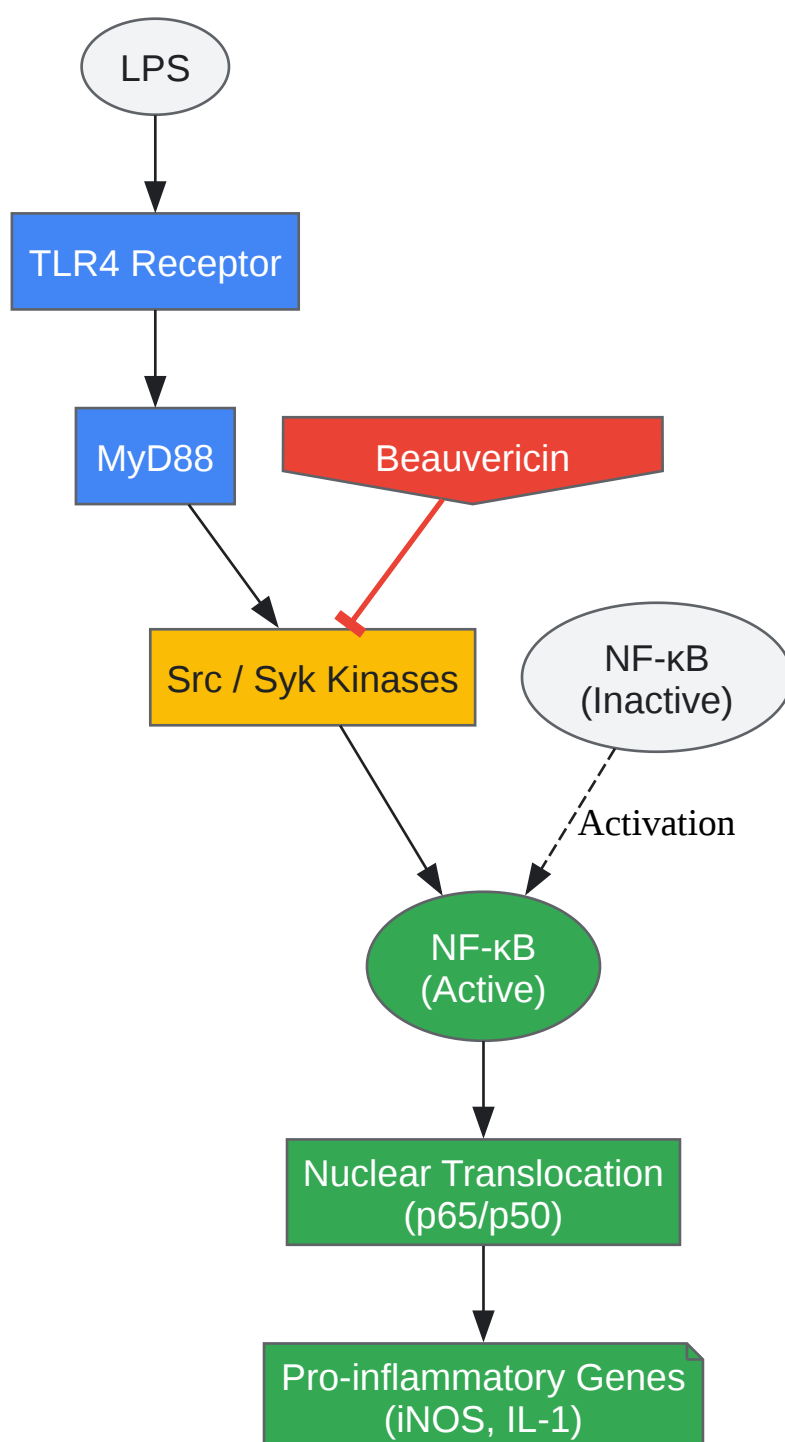 LPS
TLR4 Receptor
MyD88
Beauvericin
Src / Syk Kinases
NF-κB
(Inactive)
Activation
NF-κB
(Active)
Nuclear Translocation
(p65/p50)
Pro-inflammatory Genes
(iNOS, IL-1)